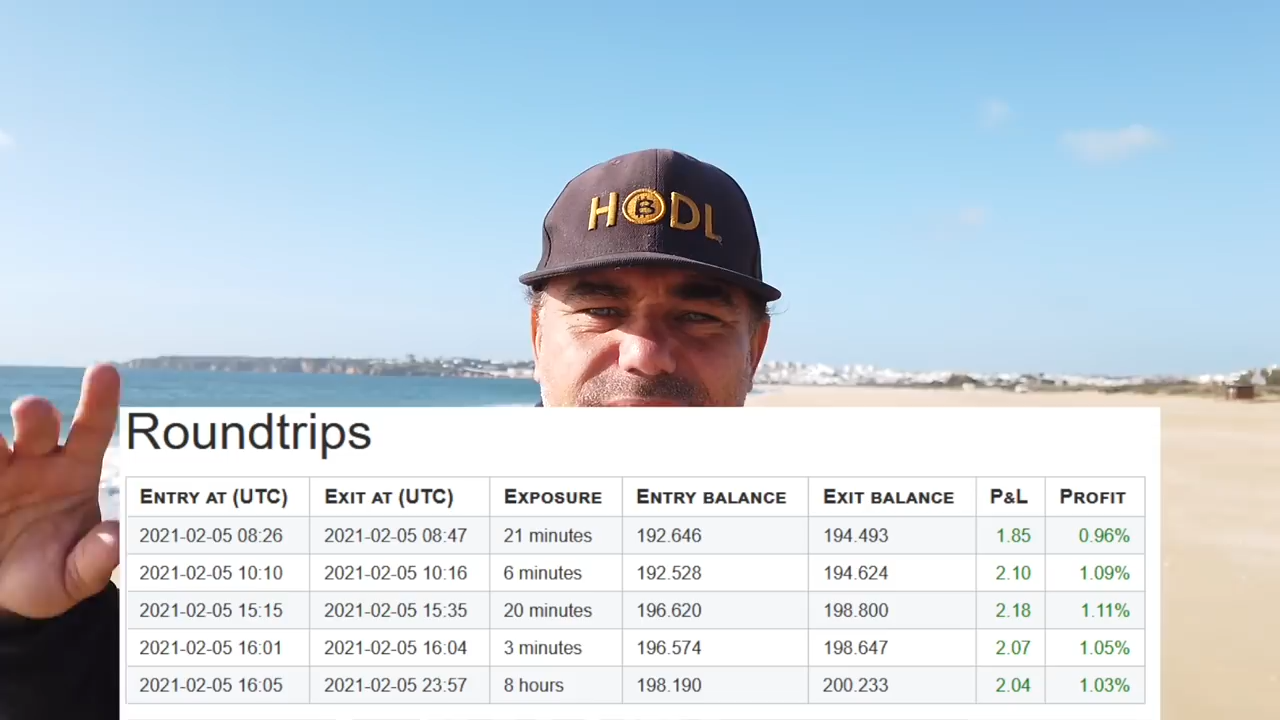 HODL
Roundtrips
ENTRY AT (UTC) EXIT AT (UTC) EXPOSURE ENTRY BALANCE EXIT BALANCE P&L PROFIT
2021-02-05 08:26 2021-02-05 08:47 21 minutes 192.646 194.493 1.85 0.96%
2021-02-05 10:10 2021-02-05 10:16 6 minutes 192.528 194.624 2.10 1.09%
2021-02-05 15:15 2021-02-05 15:35 20 minutes 196.620 198.800 2.18 1.11%
2021-02-05 16:01 2021-02-05 16:04 3 minutes 196.574 198.647 2.07 1.05%
2021-02-05 16:05 2021-02-05 23:57 8 hours 198.190 200.233 2.04 1.03%